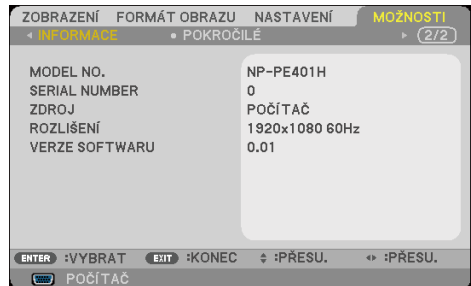 ZOBRAZENÍ FORMÁT OBRAZU NASTAVENÍ MOŽNOSTI
INFORMACE • POKROČILÉ 2/2
MODEL NO. NP-PE401H
SERIAL NUMBER 0
ZDROJ POČÍTAČ
ROZLIŠENÍ 1920x1080 60Hz
VERZE SOFTWARU 0.01
ENTER :VYBRAT EXIT :KONEC :PŘESU. :PŘESU.
POČÍTAČ